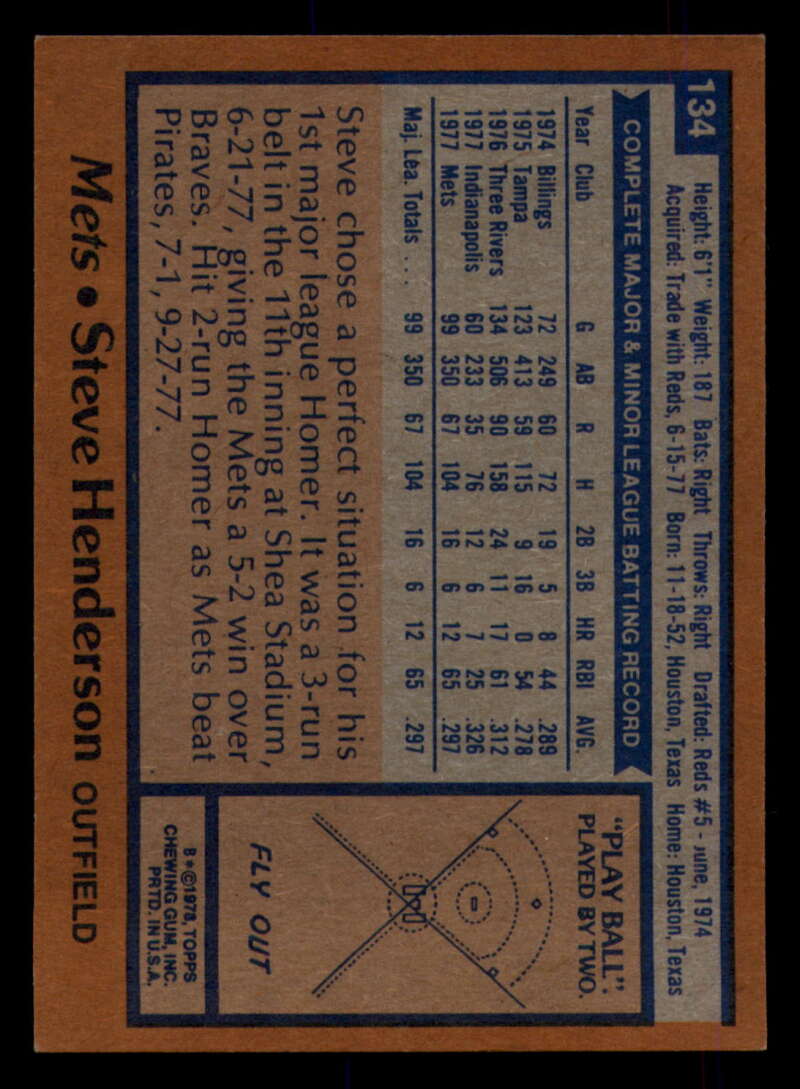 134
Height: 6'1" Weight: 187 Bats: Right Throws: Right Drafted: Reds #5 - June, 1974
Acquired: Trade with Reds, 6-15-77 Born: 11-18-52, Houston, Texas Home: Houston, Texas
COMPLETE MAJOR & MINOR LEAGUE BATTING RECORD
Year Club G AB R H 2B 3B HR RBI AVG.
1974 Billings 72 249 60 72 19 5 8 44 .289
1975 Tampa 123 413 59 115 9 16 0 54 .278
1976 Three Rivers 134 506 90 158 24 11 17 61 .312
1977 Indianapolis 60 233 35 76 12 6 7 25 .326
1977 Mets 99 350 67 104 16 6 12 65 .297
Maj. Lea. Totals ... 99 350 67 104 16 6 12 65 .297
Steve chose a perfect situation for his
1st major league Homer. It was a 3-run
belt in the 11th inning at Shea Stadium,
6-21-77, giving the Mets a 5-2 win over
Braves. Hit 2-run Homer as Mets beat
Pirates, 7-1, 9-27-77.
"PLAY BALL":
PLAYED BY TWO.
FLY OUT
B*©1978, TOPPS
CHEWING GUM, INC.
PRTD. IN U.S.A.
Mets • Steve Henderson OUTFIELD